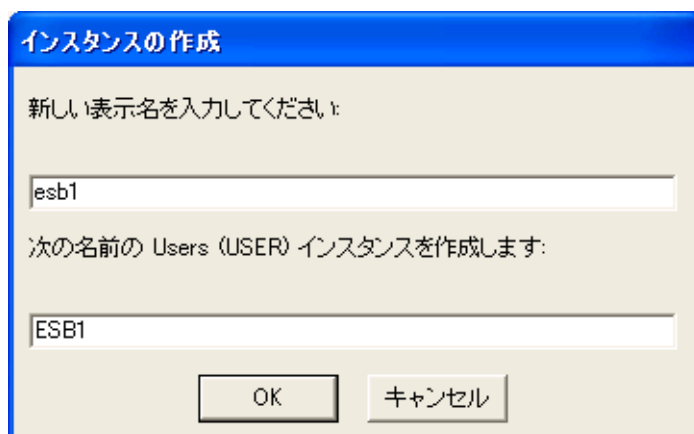 インスタンスの作成
新しい表示名を入力してください:
esb1
次の名前の Users (USER) インスタンスを作成します:
ESB1
OK キャンセル